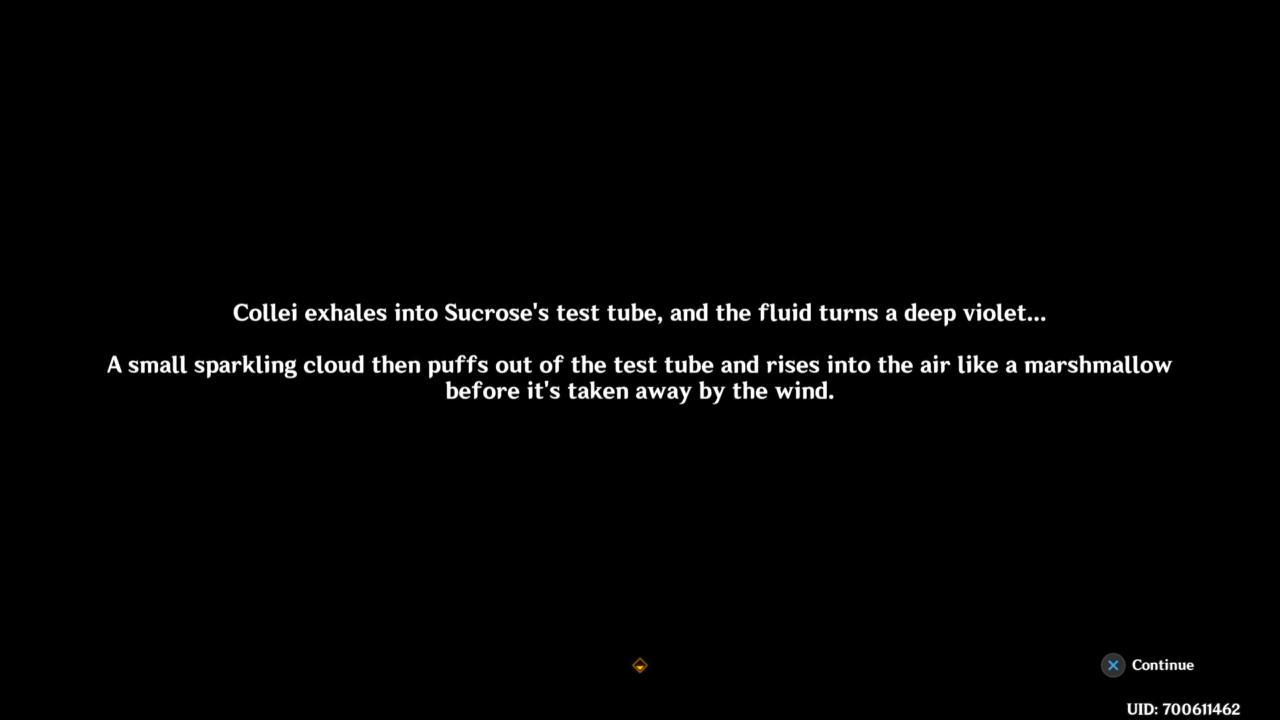 Collei exhales into Sucrose's test tube, and the fluid turns a deep violet...
A small sparkling cloud then puffs out of the test tube and rises into the air like a marshmallow
before it's taken away by the wind.
Continue
UID: 700611462